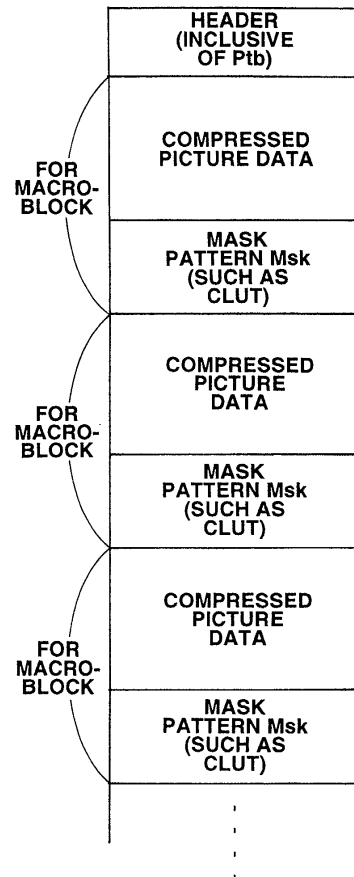 HEADER
(INCLUSIVE
OF Ptb)
FOR
MACRO-
BLOCK
COMPRESSED
PICTURE DATA
MASK
PATTERN Msk
(SUCH AS
CLUT)
FOR
MACRO-
BLOCK
COMPRESSED
PICTURE
DATA
MASK
PATTERN Msk
(SUCH AS
CLUT)
FOR
MACRO-
BLOCK
COMPRESSED
PICTURE
DATA
MASK
PATTERN Msk
(SUCH AS
CLUT)